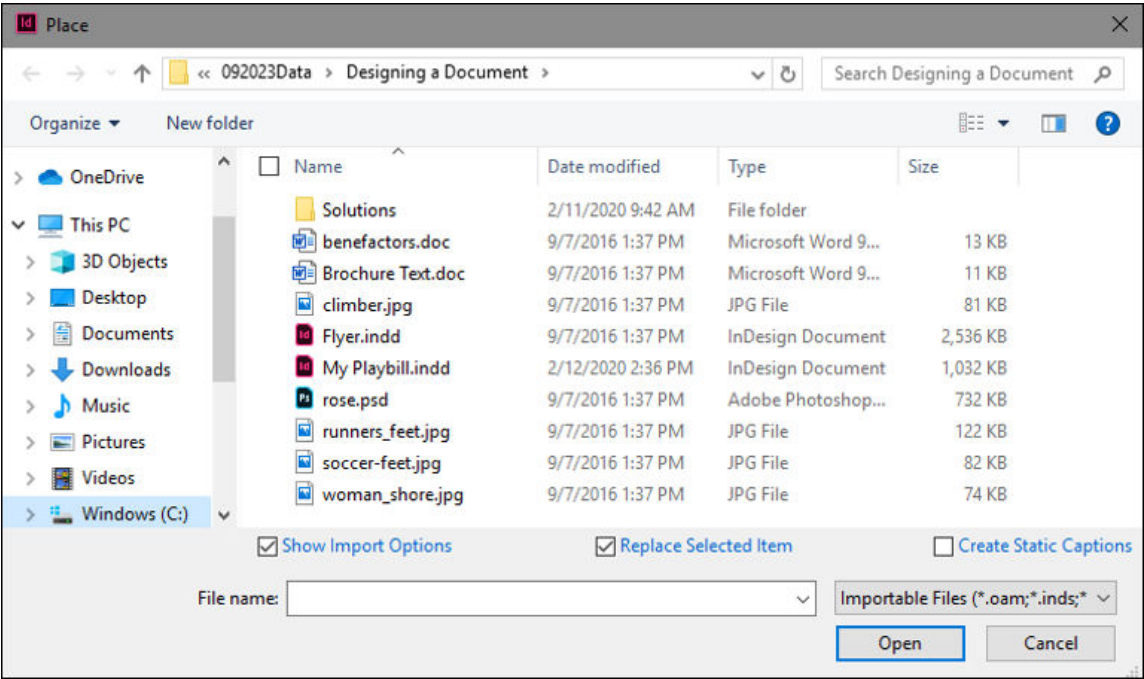 Id Place
« 092023Data > Designing a Document >
Search Designing a Document
Organize New folder
?
Name Date modified Type Size
OneDrive
This PC
3D Objects
Desktop
Documents
Downloads
Music
Pictures
Videos
Windows (C:)
Solutions 2/11/2020 9:42 AM File folder
benefactors.doc 9/7/2016 1:37 PM Microsoft Word 9... 13 KB
Brochure Text.doc 9/7/2016 1:37 PM Microsoft Word 9... 11 KB
climber.jpg 9/7/2016 1:37 PM JPG File 81 KB
Flyer.indd 9/7/2016 1:37 PM InDesign Document 2,536 KB
My Playbill.indd 2/12/2020 2:36 PM InDesign Document 1,032 KB
rose.psd 9/7/2016 1:37 PM Adobe Photoshop... 732 KB
runners_feet.jpg 9/7/2016 1:37 PM JPG File 122 KB
soccer-feet.jpg 9/7/2016 1:37 PM JPG File 82 KB
woman_shore.jpg 9/7/2016 1:37 PM JPG File 74 KB
Show Import Options Replace Selected Item Create Static Captions
File name: Importable Files (*.oam;*.inds;*
Open Cancel